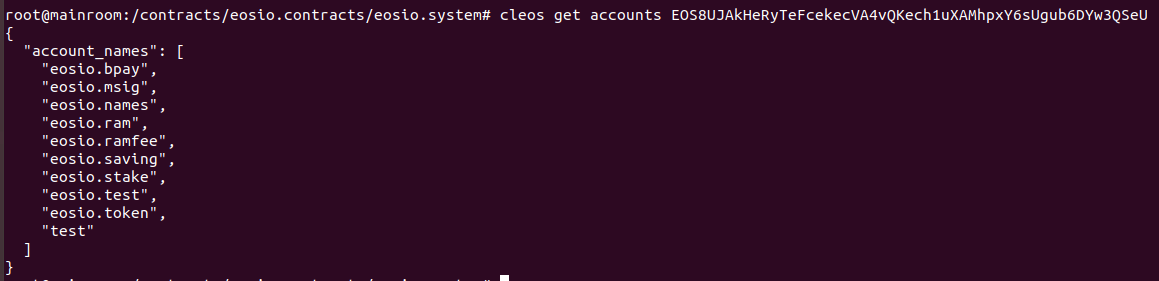 root@mainroom:/contracts/eosio.contracts/eosio.system# cleos get accounts EOS8UJAkHeRyTeFcekecVA4vQKech1uXAMhpxY6sUgub6DYw3QSeU
{
  "account_names": [
    "eosio.bpay",
    "eosio.msig",
    "eosio.names",
    "eosio.ram",
    "eosio.ramfee",
    "eosio.saving",
    "eosio.stake",
    "eosio.test",
    "eosio.token",
    "test"
  ]
}